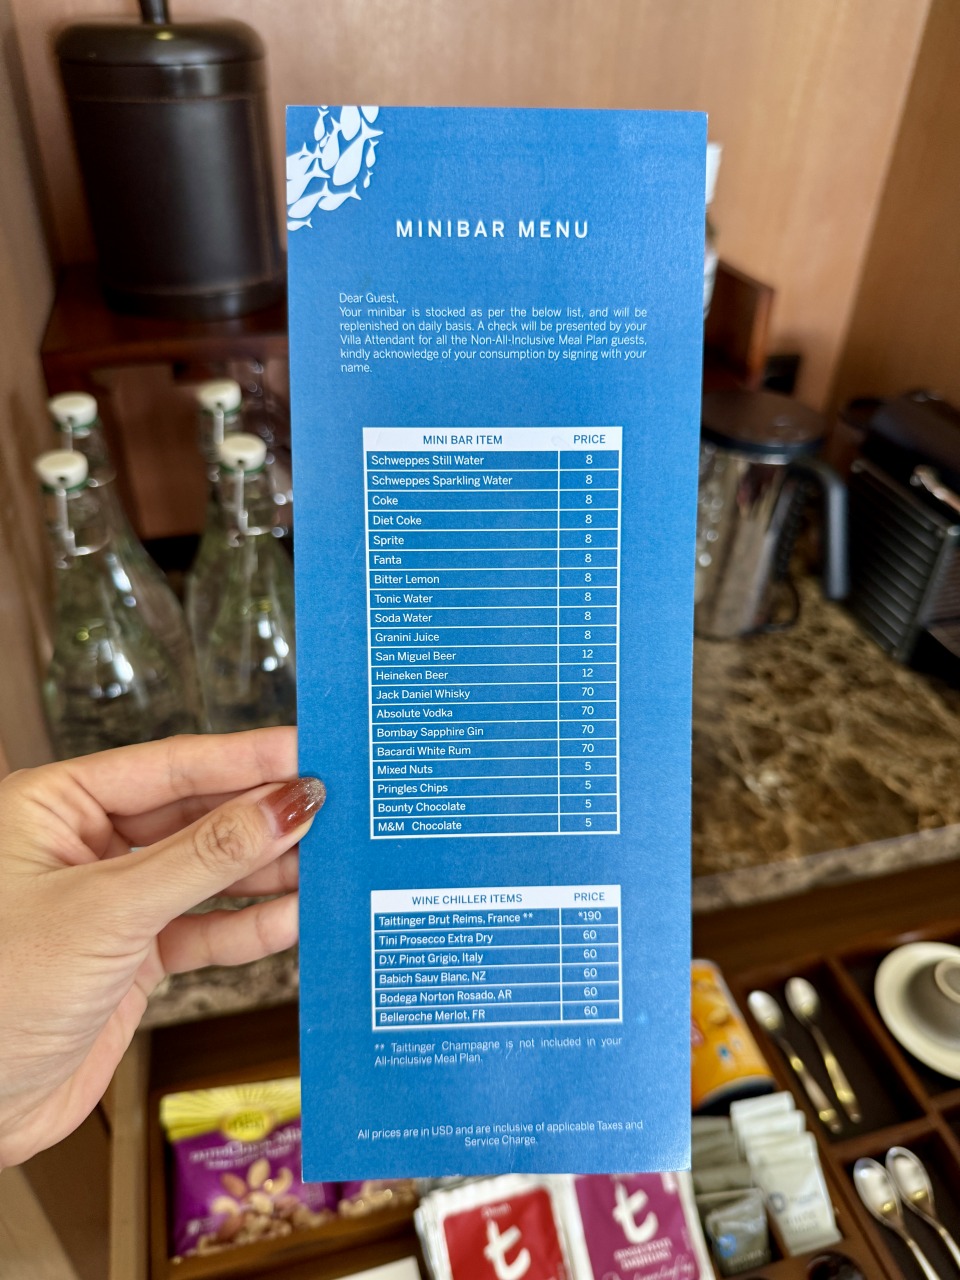 MINIBAR MENU
Dear Guest,
Your minibar is stocked as per the below list, and will be
replenished on daily basis. A check will be presented by your
Villa Attendant for all the Non-All-Inclusive Meal Plan guests,
kindly acknowledge of your consumption by signing with your
name.
MINI BAR ITEM PRICE
Schweppes Still Water 8
Schweppes Sparkling Water 8
Coke 8
Diet Coke 8
Sprite 8
Fanta 8
Bitter Lemon 8
Tonic Water 8
Soda Water 8
Granini Juice 8
San Miguel Beer 12
Heineken Beer 12
Jack Daniel Whisky 70
Absolute Vodka 70
Bombay Sapphire Gin 70
Bacardi White Rum 70
Mixed Nuts 5
Pringles Chips 5
Bounty Chocolate 5
M&M Chocolate 5
WINE CHILLER ITEMS PRICE
Taittinger Brut Reims, France ** *190
Tini Prosecco Extra Dry 60
D.V. Pinot Grigio, Italy 60
Babich Sauv Blanc, NZ 60
Bodega Norton Rosado, AR 60
Belleroche Merlot, FR 60
** Taittinger Champagne is not included in your
All-Inclusive Meal Plan.
All prices are in USD and are inclusive of applicable Taxes and
Service Charge.
t
t